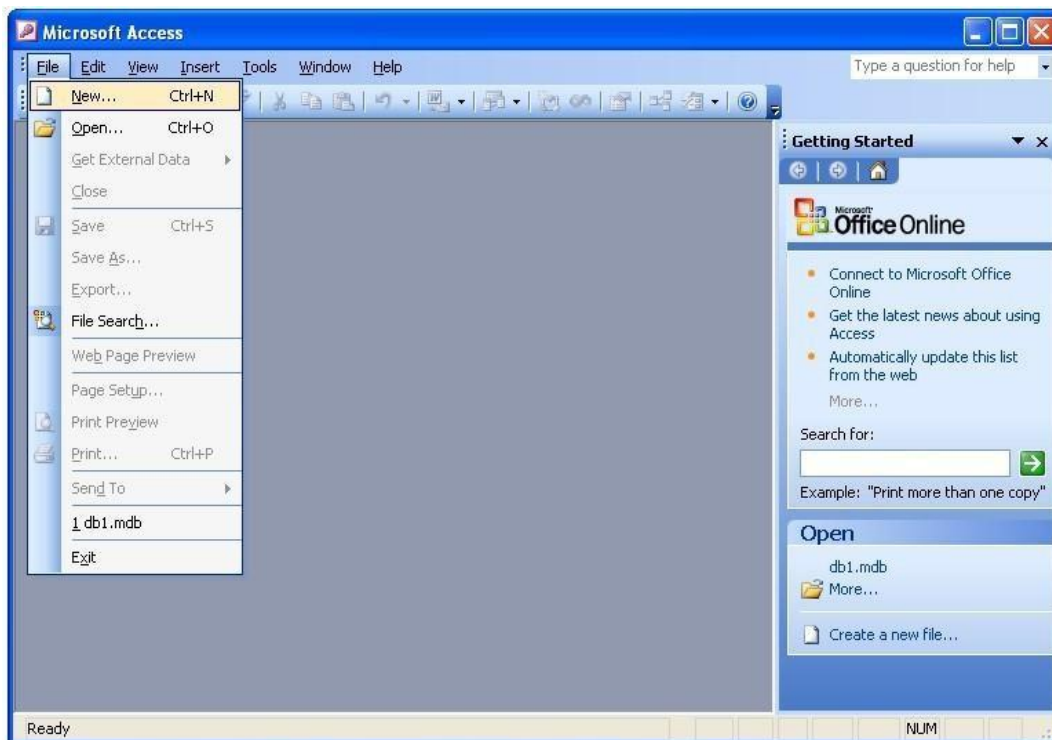 Microsoft Access
File Edit View Insert Tools Window Help
Type a question for help
New... Ctrl+N
Open... Ctrl+O
Get External Data
Close
Save Ctrl+S
Save As...
Export...
File Search...
Web Page Preview
Page Setup...
Print Preview
Print... Ctrl+P
Send To
1 db1.mdb
Exit
Getting Started
Microsoft
Office Online
Connect to Microsoft Office
Online
Get the latest news about using
Access
Automatically update this list
from the web
More...
Search for:
Example: "Print more than one copy"
Open
db1.mdb
More...
Create a new file...
Ready
NUM